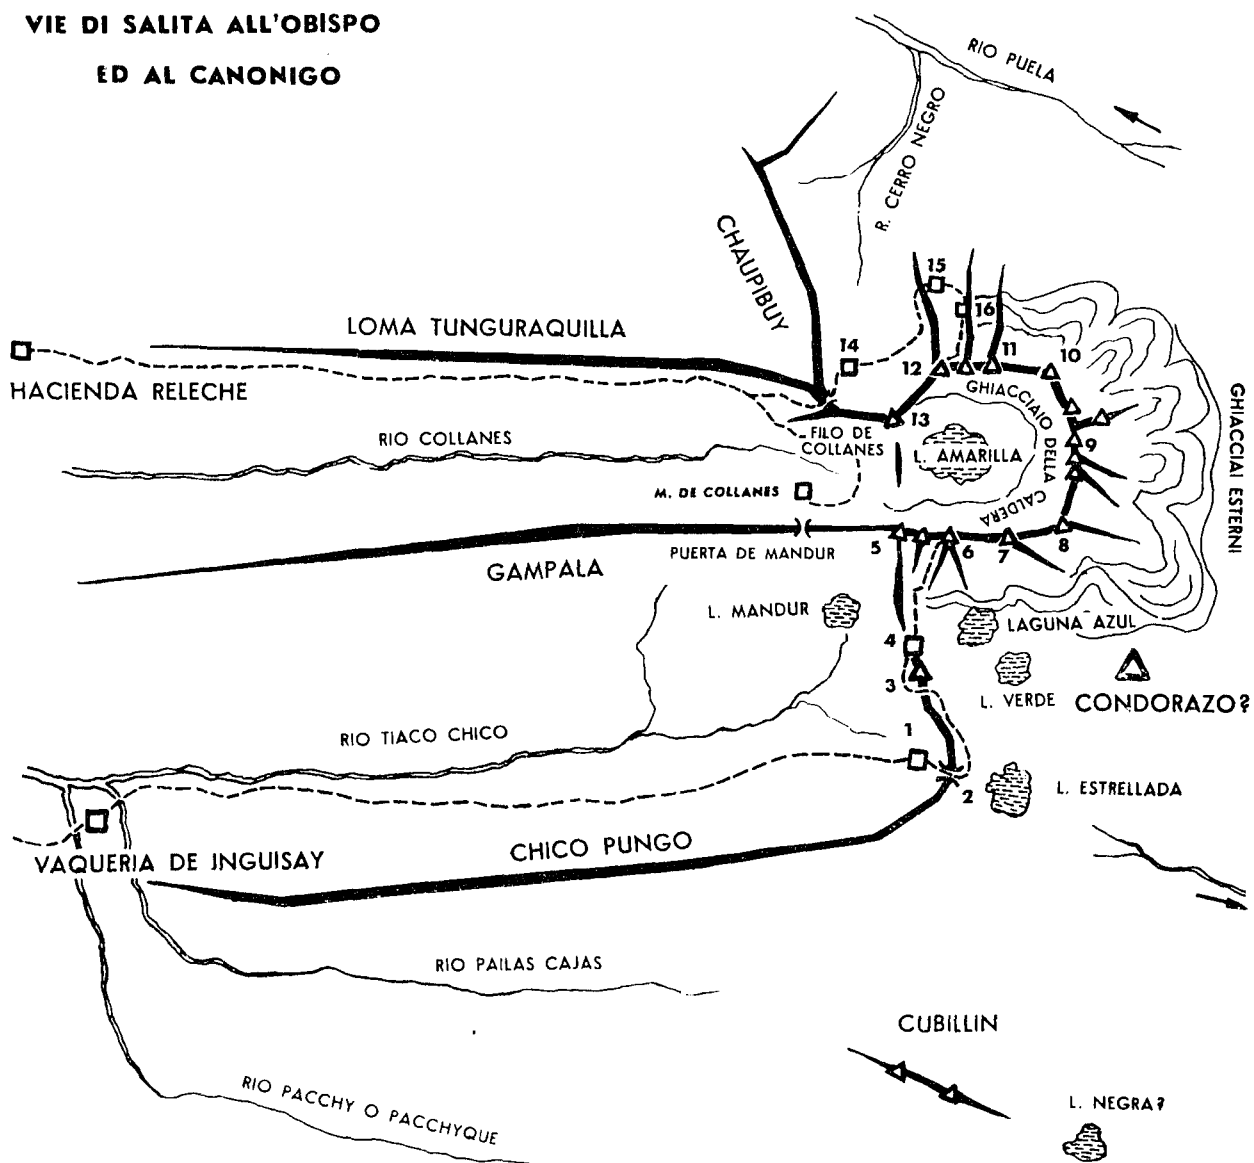 VIE DI SALITA ALL'OBISPO
ED AL CANONIGO
RIO PUELA
R. CERRO NEGRO
CHAUPIBUY
15
16
LOMA TUNGURAQUILLA
14
12
11
10
HACIENDA RELECHE
GHIACCIAIO DELLA CALDERA
GHIACCIAI ESTERNI
13
RIO COLLANES
FILO DE
COLLANES
L. AMARILLA
9
M. DE COLLANES
PUERTA DE MANDUR
5
6
7
8
GAMPALA
L. MANDUR
LAGUNA AZUL
4
3
L. VERDE
CONDORAZO?
1
RIO TIACO CHICO
2
L. ESTRELLADA
CHICO PUNGO
VAQUERIA DE INGUISAY
RIO PAILAS CAJAS
CUBILLIN
RIO PACCHY O PACCHYQUE
L. NEGRA?